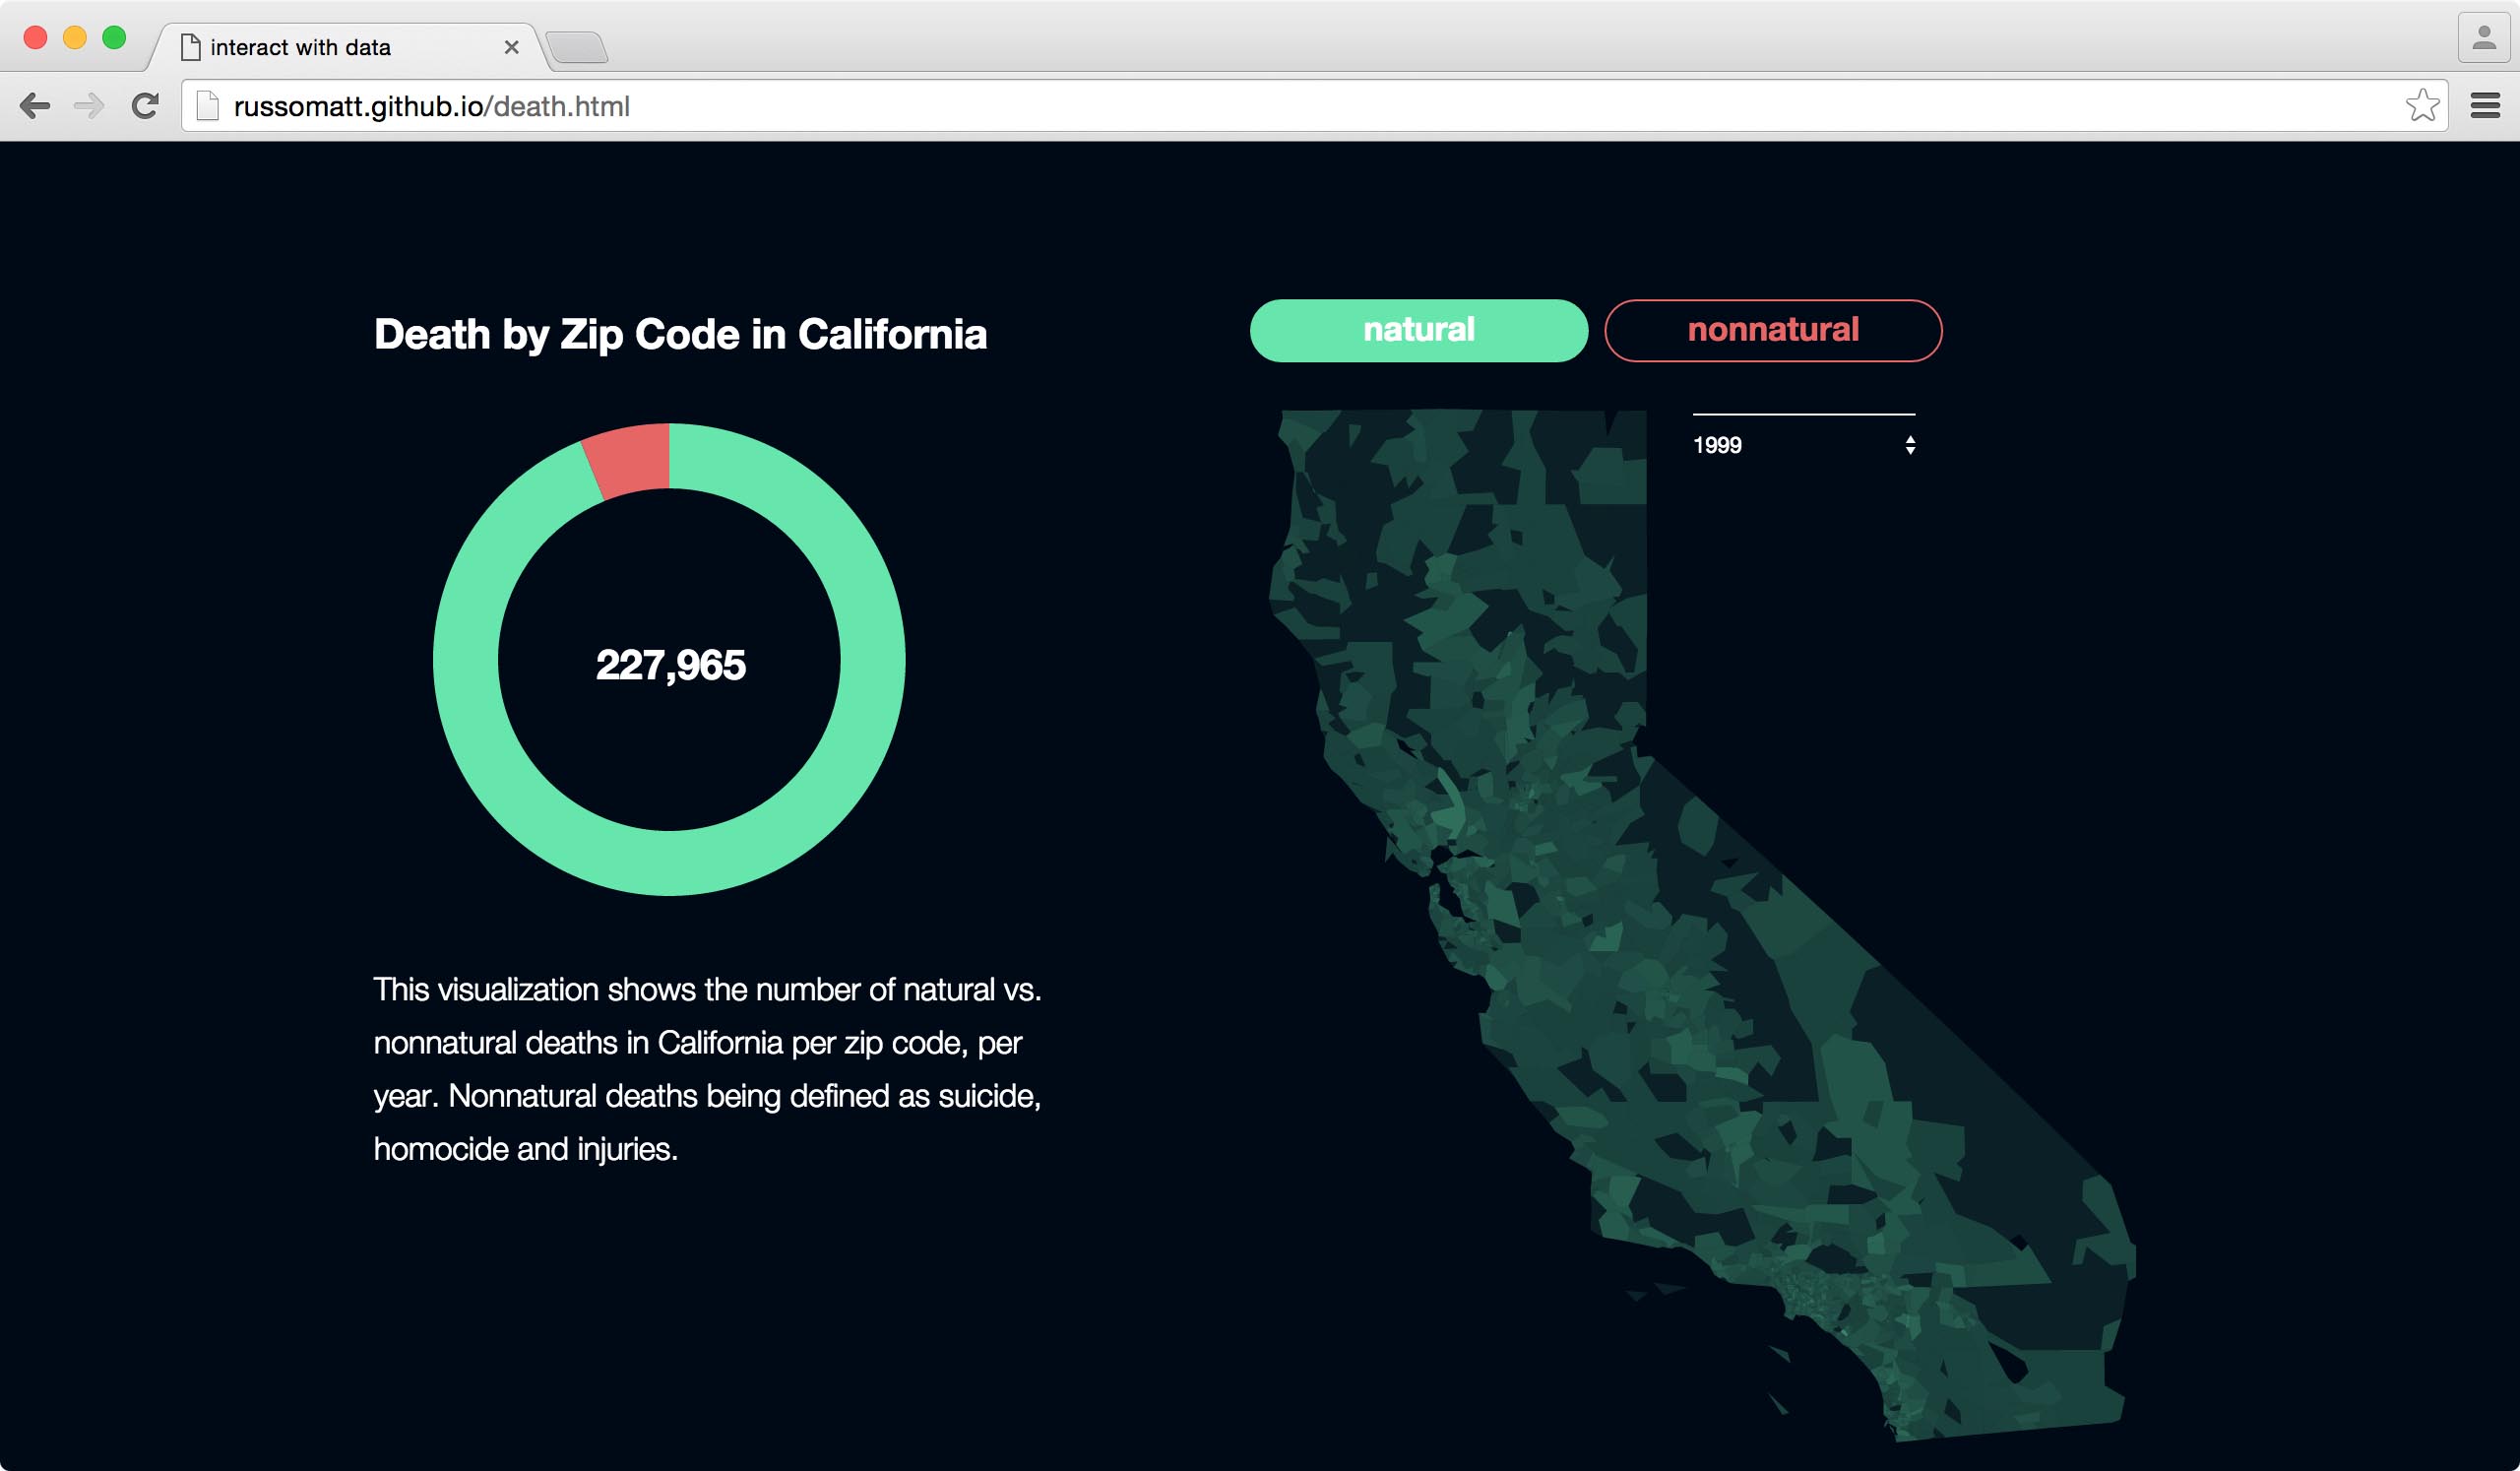 interact with data
russomatt.github.io/death.html
Death by Zip Code in California
natural
nonnatural
1999
227,965
This visualization shows the number of natural vs.
nonnatural deaths in California per zip code, per
year. Nonnatural deaths being defined as suicide,
homocide and injuries.